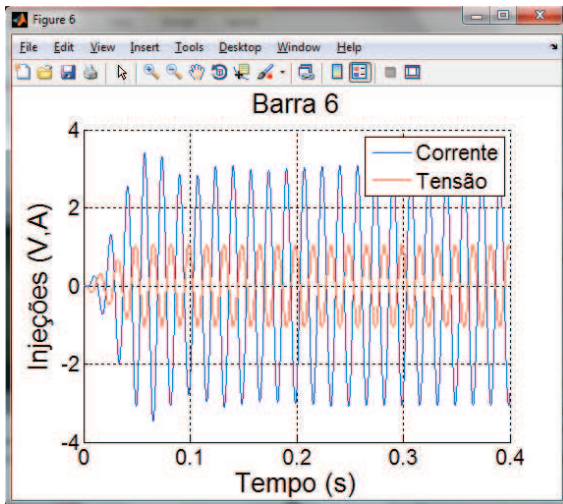 Figure 6
File Edit View Insert Tools Desktop Window Help
Barra 6
4
2
0
-2
-4
Injeções (V,A)
Corrente
Tensão
0 0.1 0.2 0.3 0.4
Tempo (s)